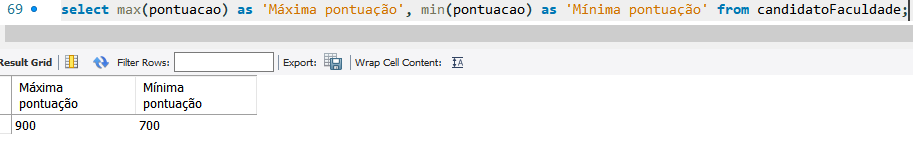 69 select max(pontuacao) as 'Máxima pontuação', min(pontuacao) as 'Mínima pontuação' from candidatoFaculdade;
Result Grid Filter Rows: Export: Wrap Cell Content: IA
Máxima pontuação Mínima pontuação
900 700